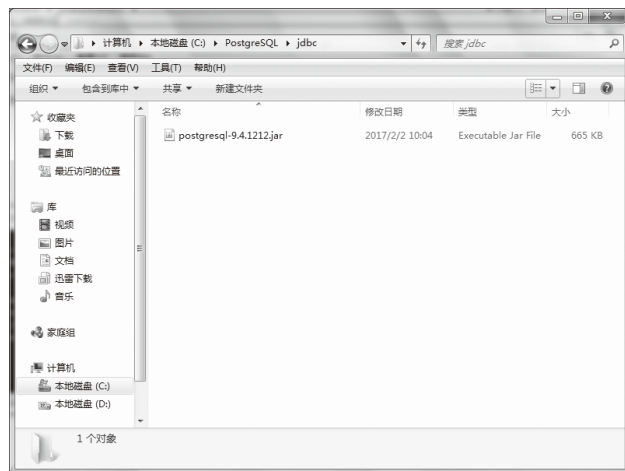 计算机 本地磁盘 (C:) PostgreSQL jdbc 搜索 jdbc
文件(F) 编辑(E) 查看(V) 工具(T) 帮助(H)
组织 包含到库中 共享 新建文件夹
名称 修改日期 类型 大小
postgresql-9.4.1212.jar 2017/2/2 10:04 Executable Jar File 665 KB
收藏夹
下载
桌面
最近访问的位置
库
视频
图片
文档
迅雷下载
音乐
家庭组
计算机
本地磁盘 (C:)
本地磁盘 (D:)
1 个对象